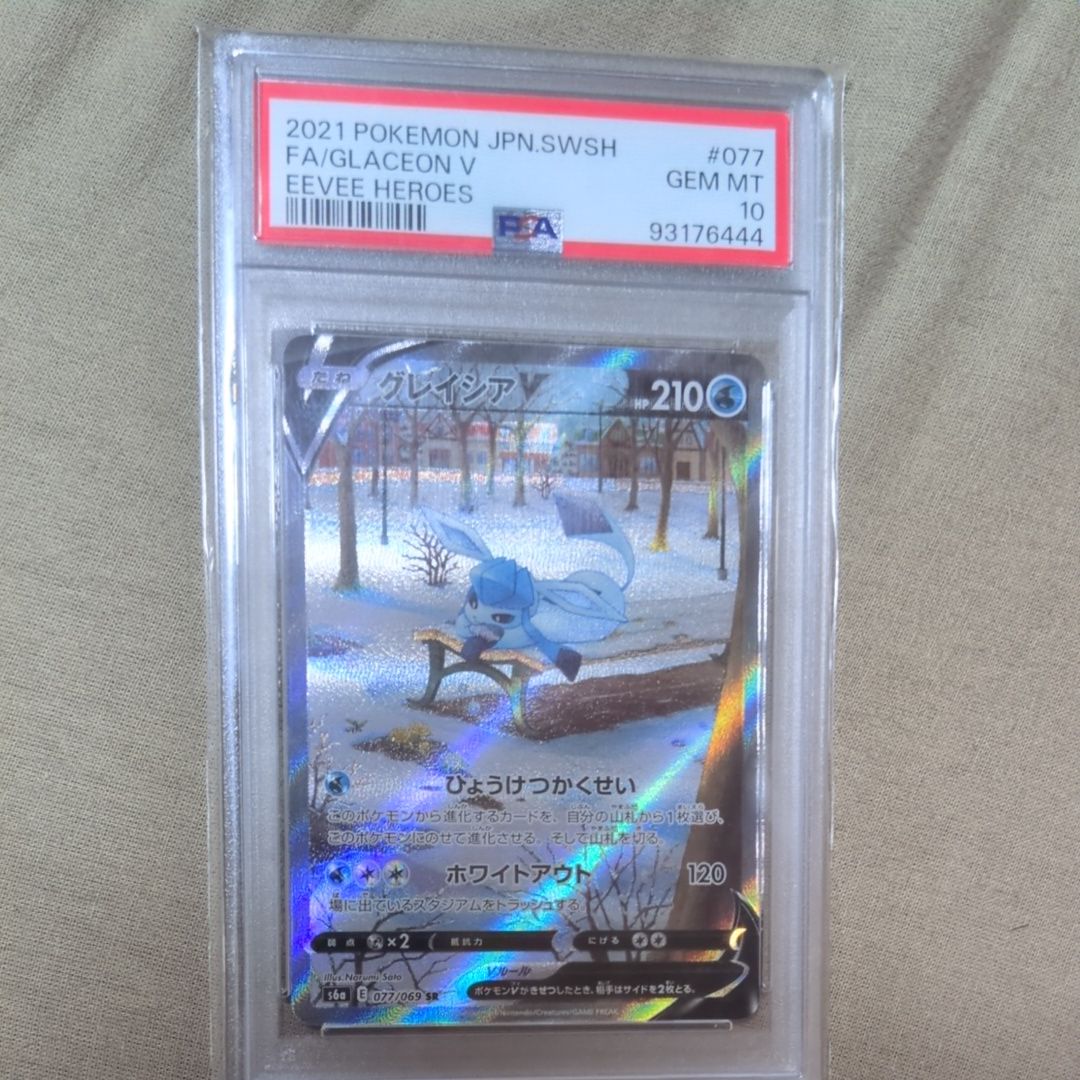 2021 POKEMON JPN.SWSH #077
FA/GLACEON V GEM MT
EEVEE HEROES 10
PSA 93176444
たね グレイシアV HP 210
ひょうけつかくせい
このポケモンから進化するカードを、自分の山札から1枚選び、
このポケモンにのせて進化させる。そして山札を切る。
ホワイトアウト 120
場に出ているスタジアムをトラッシュする。
弱点 ×2 抵抗力 にげる
Illus. Narumi Sato Vルール
s6a E 077/069 SR ポケモンVがきぜつしたとき、相手はサイドを2枚とる。
Nintendo/Creatures/GAME FREAK